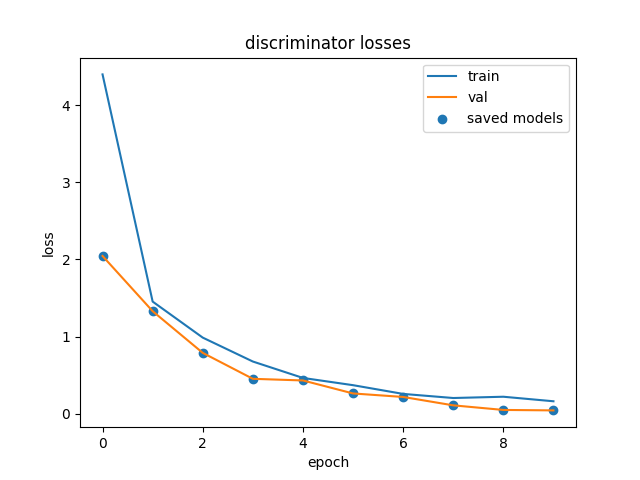 discriminator losses
train
val
saved models
4
3
2
1
0
loss
0 2 4 6 8
epoch